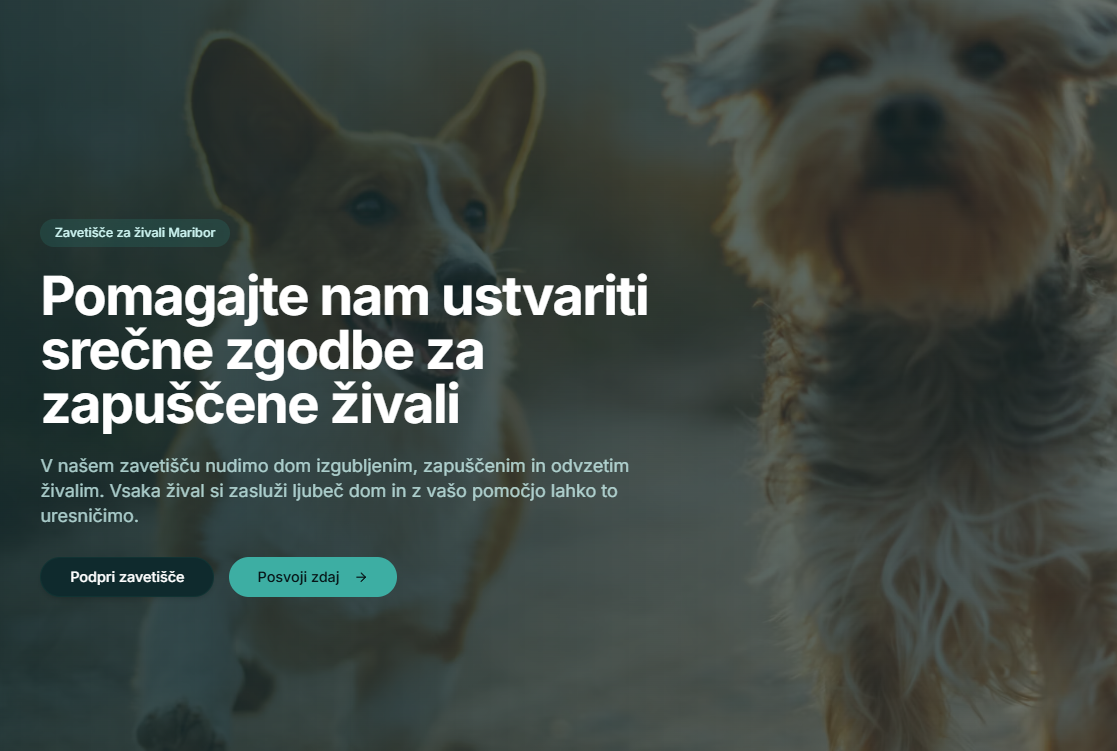 Zavetišče za živali Maribor
Pomagajte nam ustvariti
srečne zgodbe za
zapuščene živali
V našem zavetišču nudimo dom izgubljenim, zapuščenim in odvzetim
živalim. Vsaka žival si zasluži ljubeč dom in z vašo pomočjo lahko to
uresničimo.
Podpri zavetišče
Posvoji zdaj →